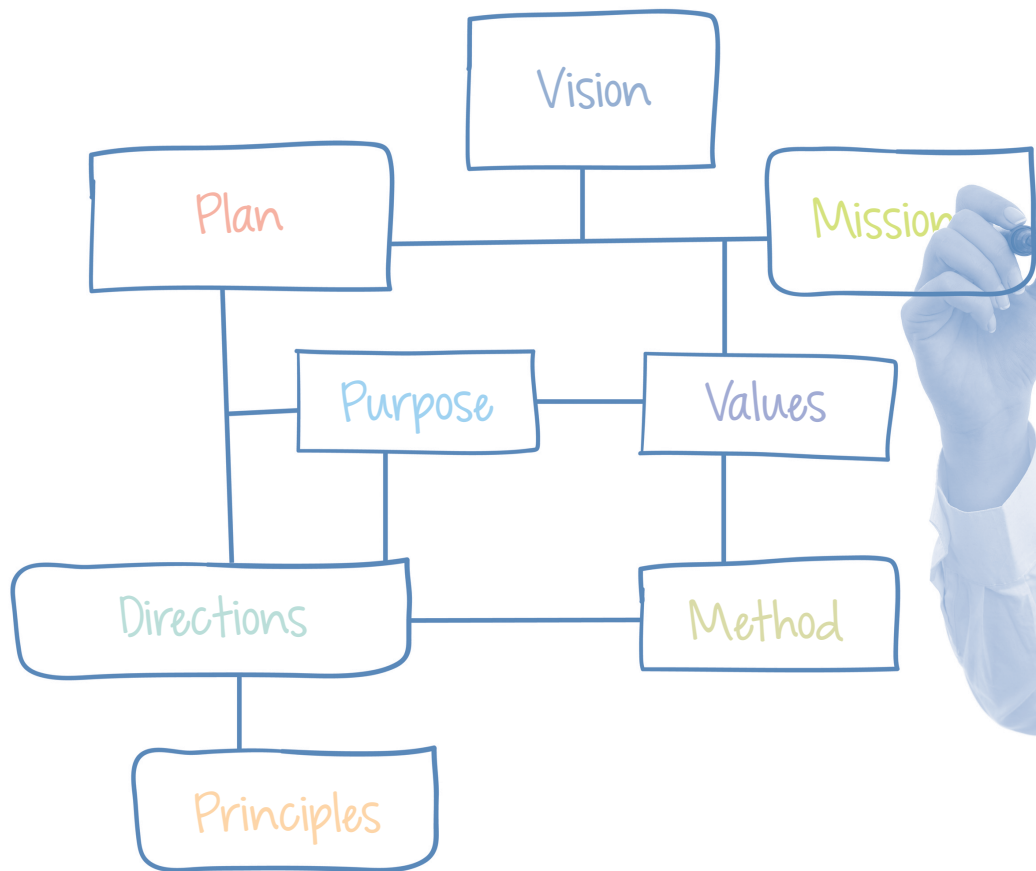 Vision
Plan
Mission
Purpose
Values
Directions
Method
Principles